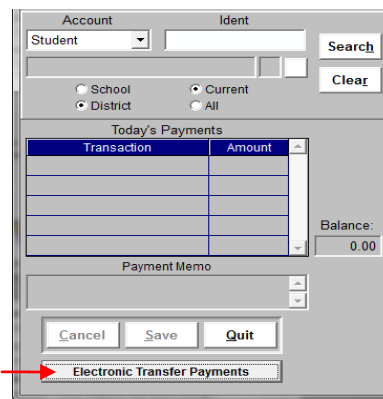 Account Ident
Student Search
Clear
School Current
District All
Today's Payments
Transaction Amount
Balance:
0.00
Payment Memo
Cancel Save Quit
Electronic Transfer Payments